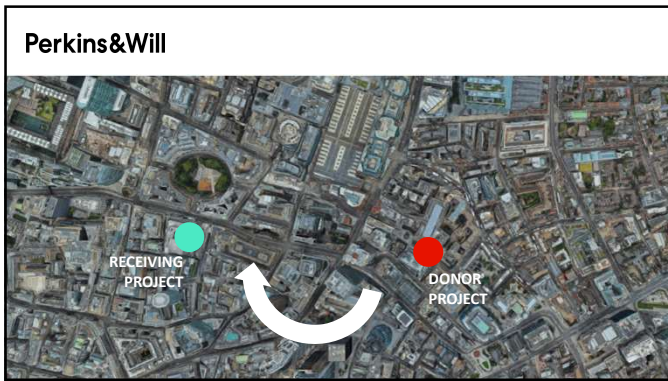 Perkins&Will
RECEIVING
PROJECT
DONOR
PROJECT